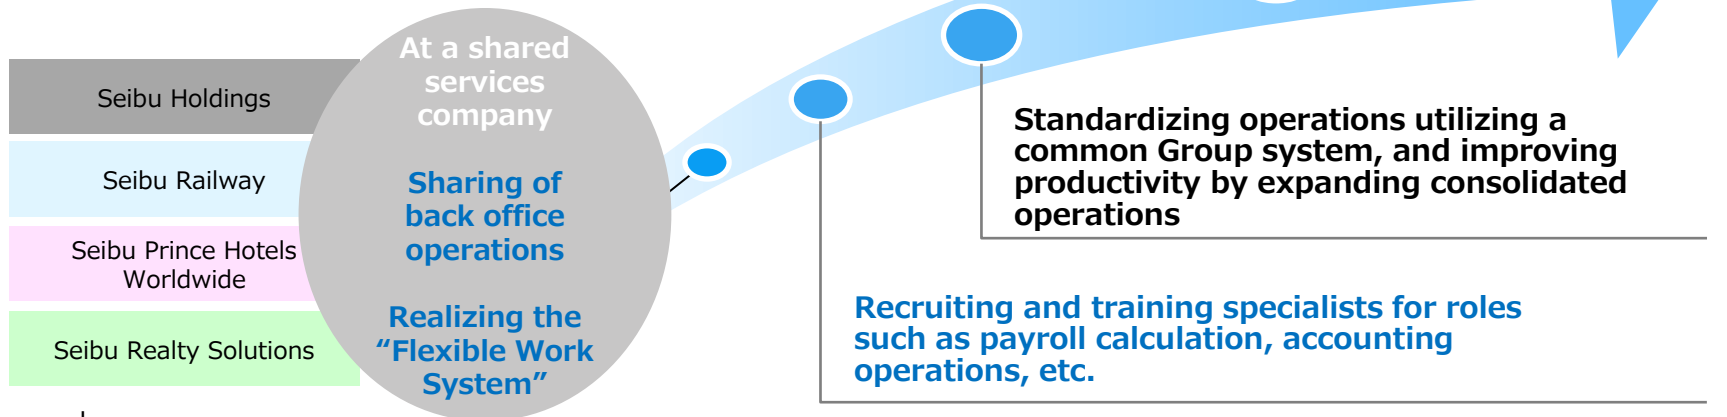 Seibu Holdings
Seibu Railway
Seibu Prince Hotels
Worldwide
Seibu Realty Solutions
At a shared
services
company
Sharing of
back office
operations
Realizing the
“Flexible Work
System”
Standardizing operations utilizing a
common Group system, and improving
productivity by expanding consolidated
operations
Recruiting and training specialists for roles
such as payroll calculation, accounting
operations, etc.